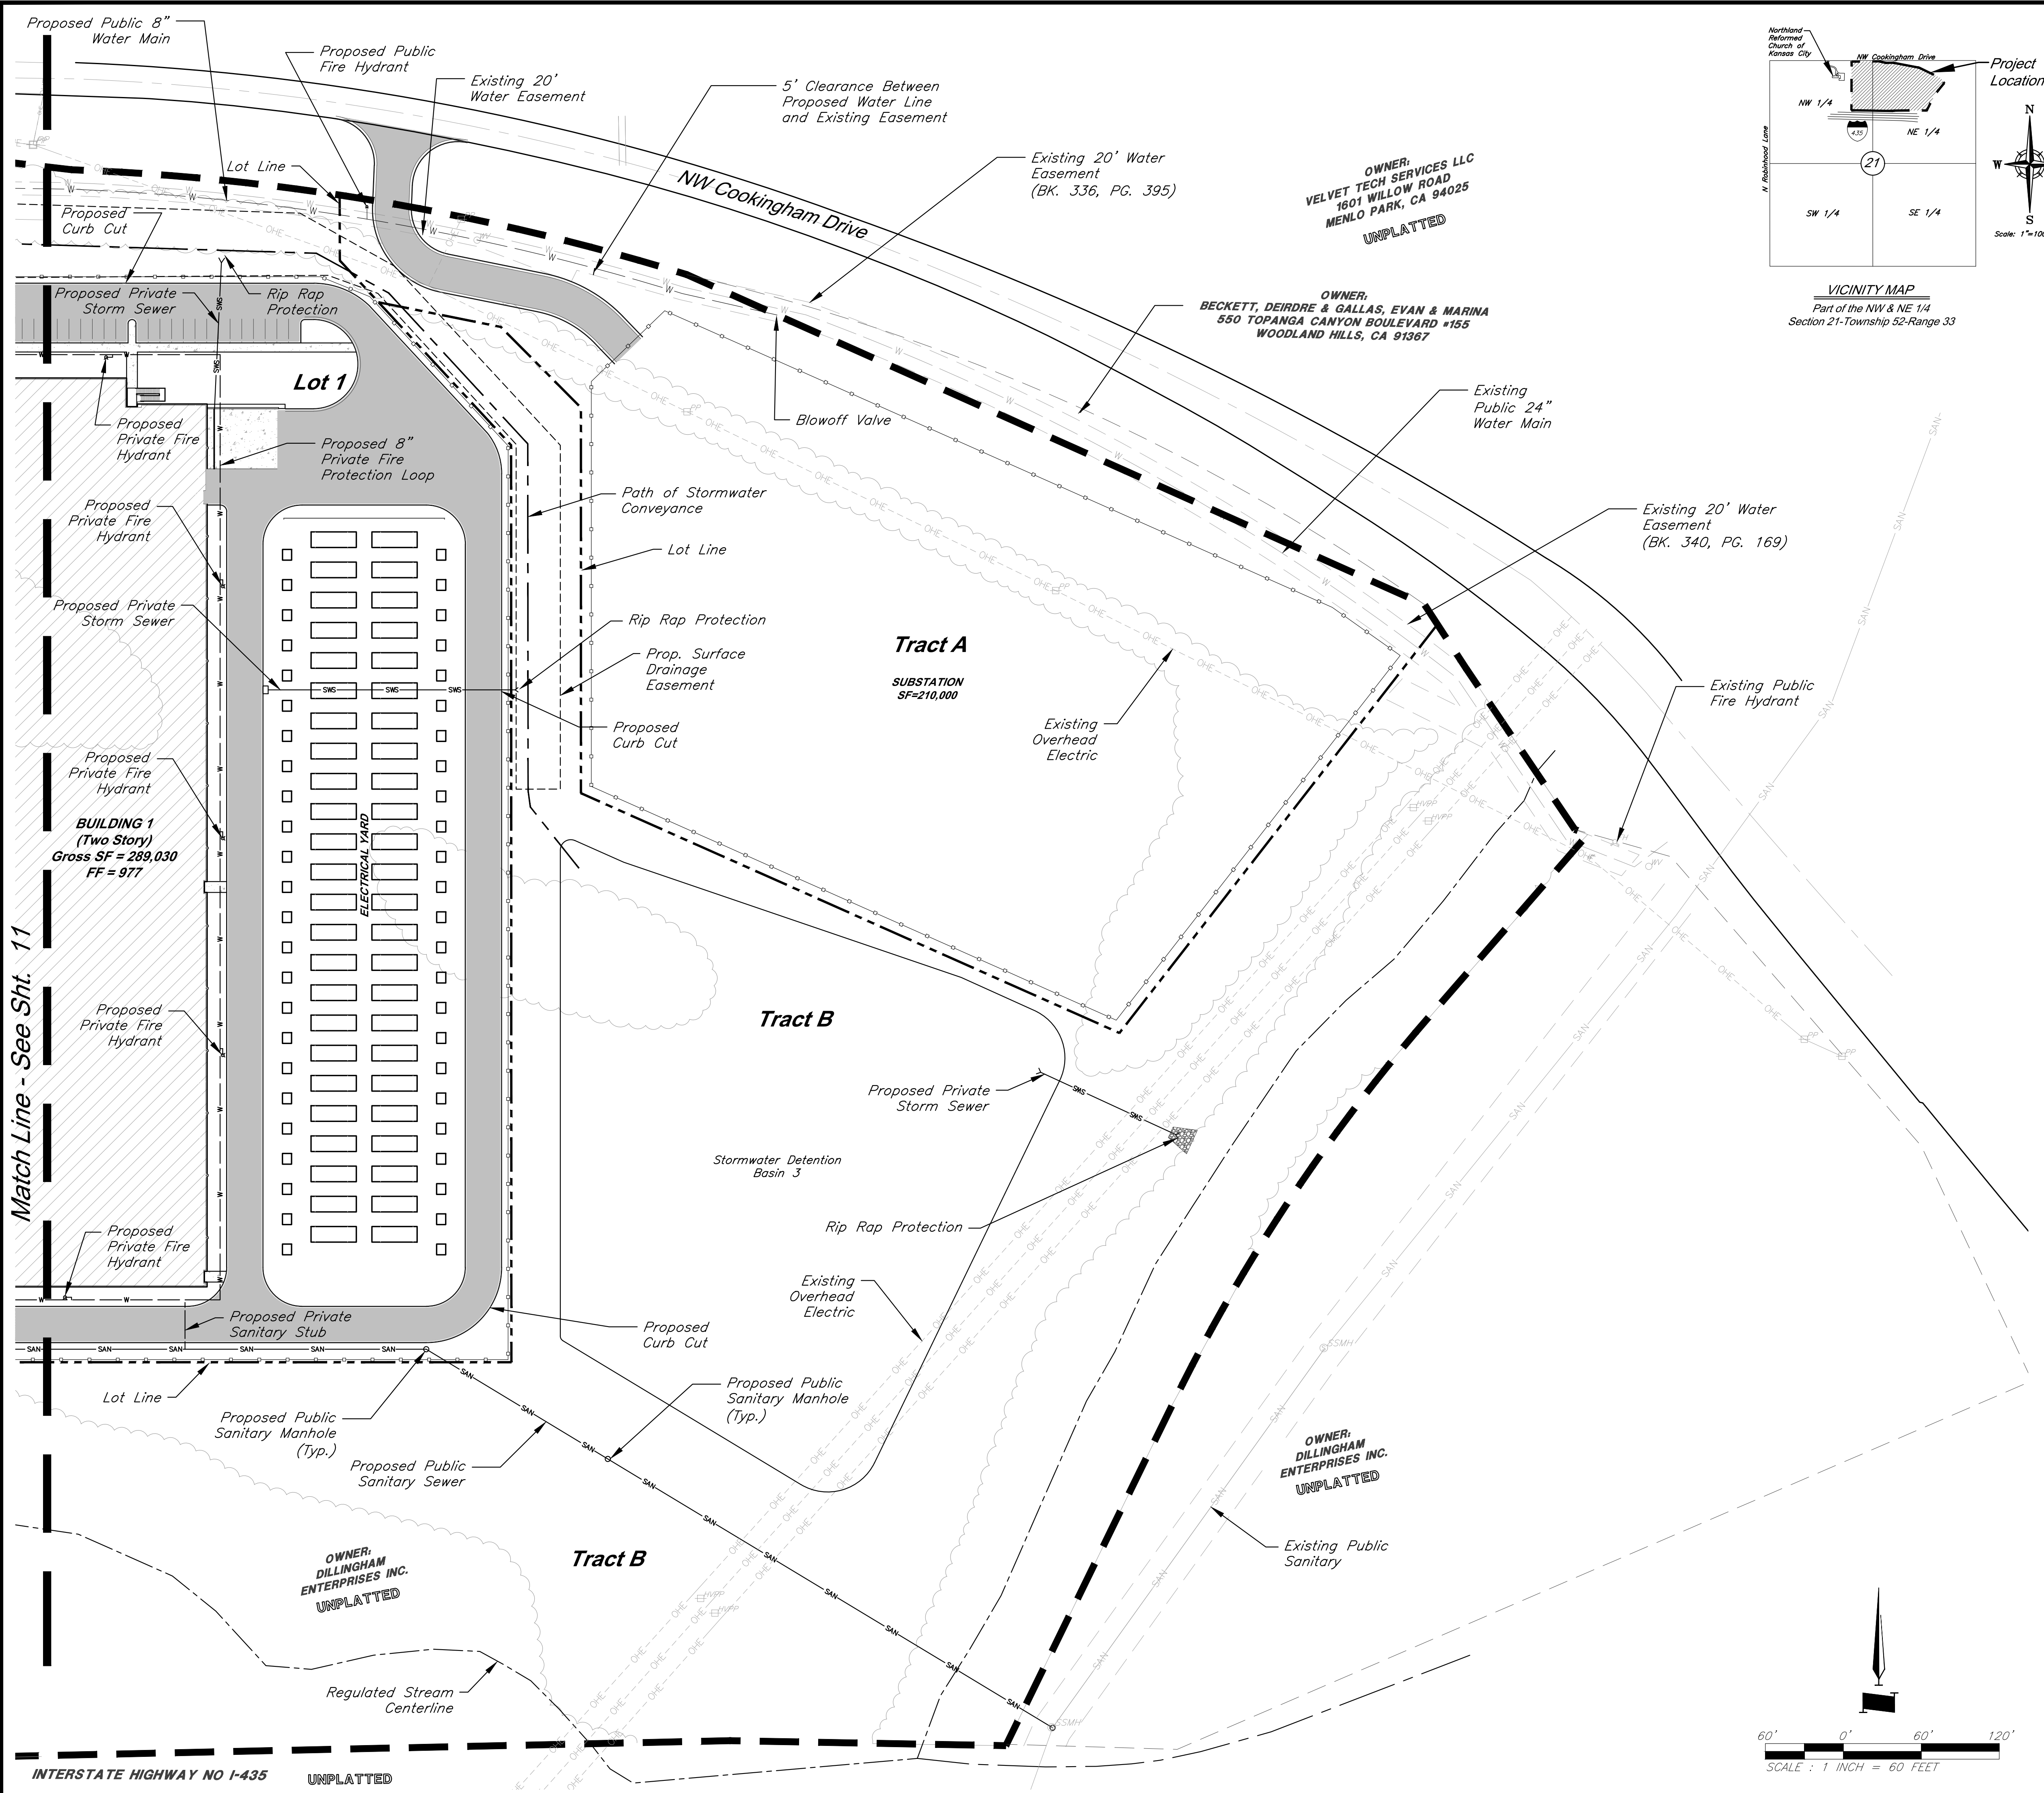 Proposed Public 8"
Water Main
Proposed Public
Fire Hydrant
Existing 20'
Water Easement
5' Clearance Between
Proposed Water Line
and Existing Easement
Existing 20' Water
Easement
(BK. 336, PG. 395)
NW Cookingham Drive
OWNER:
VELVET TECH SERVICES LLC
1601 WILLOW ROAD
MENLO PARK, CA 94025
UNPLATTED
Northland
Reformed
Church of
Kansas City
NW Cookingham Drive
Project
Location
NW 1/4
NE 1/4
435
21
N Robinhood Lane
SW 1/4
SE 1/4
N
W
S
Scale: 1"=100
VICINITY MAP
Part of the NW & NE 1/4
Section 21-Township 52-Range 33
Lot Line
Proposed
Curb Cut
Proposed Private
Storm Sewer
Rip Rap
Protection
OWNER:
BECKETT, DEIRDRE & GALLAS, EVAN & MARINA
550 TOPANGA CANYON BOULEVARD #155
WOODLAND HILLS, CA 91367
Lot 1
Proposed
Private Fire
Hydrant
Proposed 8"
Private Fire
Protection Loop
Blowoff Valve
Existing
Public 24"
Water Main
Path of Stormwater
Conveyance
Existing 20' Water
Easement
(BK. 340, PG. 169)
Proposed
Private Fire
Hydrant
Lot Line
Proposed Private
Storm Sewer
Rip Rap Protection
Prop. Surface
Drainage
Easement
Tract A
SUBSTATION
SF=210,000
Proposed
Curb Cut
Existing
Overhead
Electric
Existing Public
Fire Hydrant
Proposed
Private Fire
Hydrant
BUILDING 1
(Two Story)
Gross SF = 289,030
FF = 977
ELECTRICAL YARD
Match Line - See Sht. 11
Proposed
Private Fire
Hydrant
Tract B
Proposed Private
Storm Sewer
Stormwater Detention
Basin 3
Rip Rap Protection
Proposed
Private Fire
Hydrant
Existing
Overhead
Electric
Proposed Private
Sanitary Stub
Proposed
Curb Cut
Lot Line
Proposed Public
Sanitary Manhole
(Typ.)
Proposed Public
Sanitary Manhole
(Typ.)
Proposed Public
Sanitary Sewer
SSMH
OWNER:
DILLINGHAM
ENTERPRISES INC.
UNPLATTED
Existing Public
Sanitary
OWNER:
DILLINGHAM
ENTERPRISES INC.
UNPLATTED
Tract B
Regulated Stream
Centerline
SSMH
INTERSTATE HIGHWAY NO I-435
UNPLATTED
60' 0' 60' 120'
SCALE : 1 INCH = 60 FEET